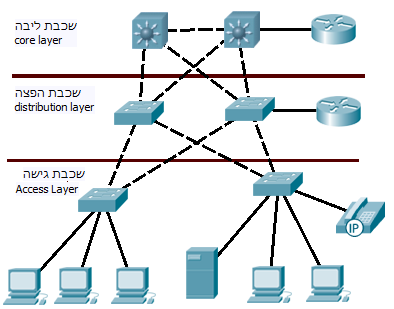 שכבת ליבה
core layer
שכבת הפצה
distribution layer
שכבת גישה
Access Layer
IP